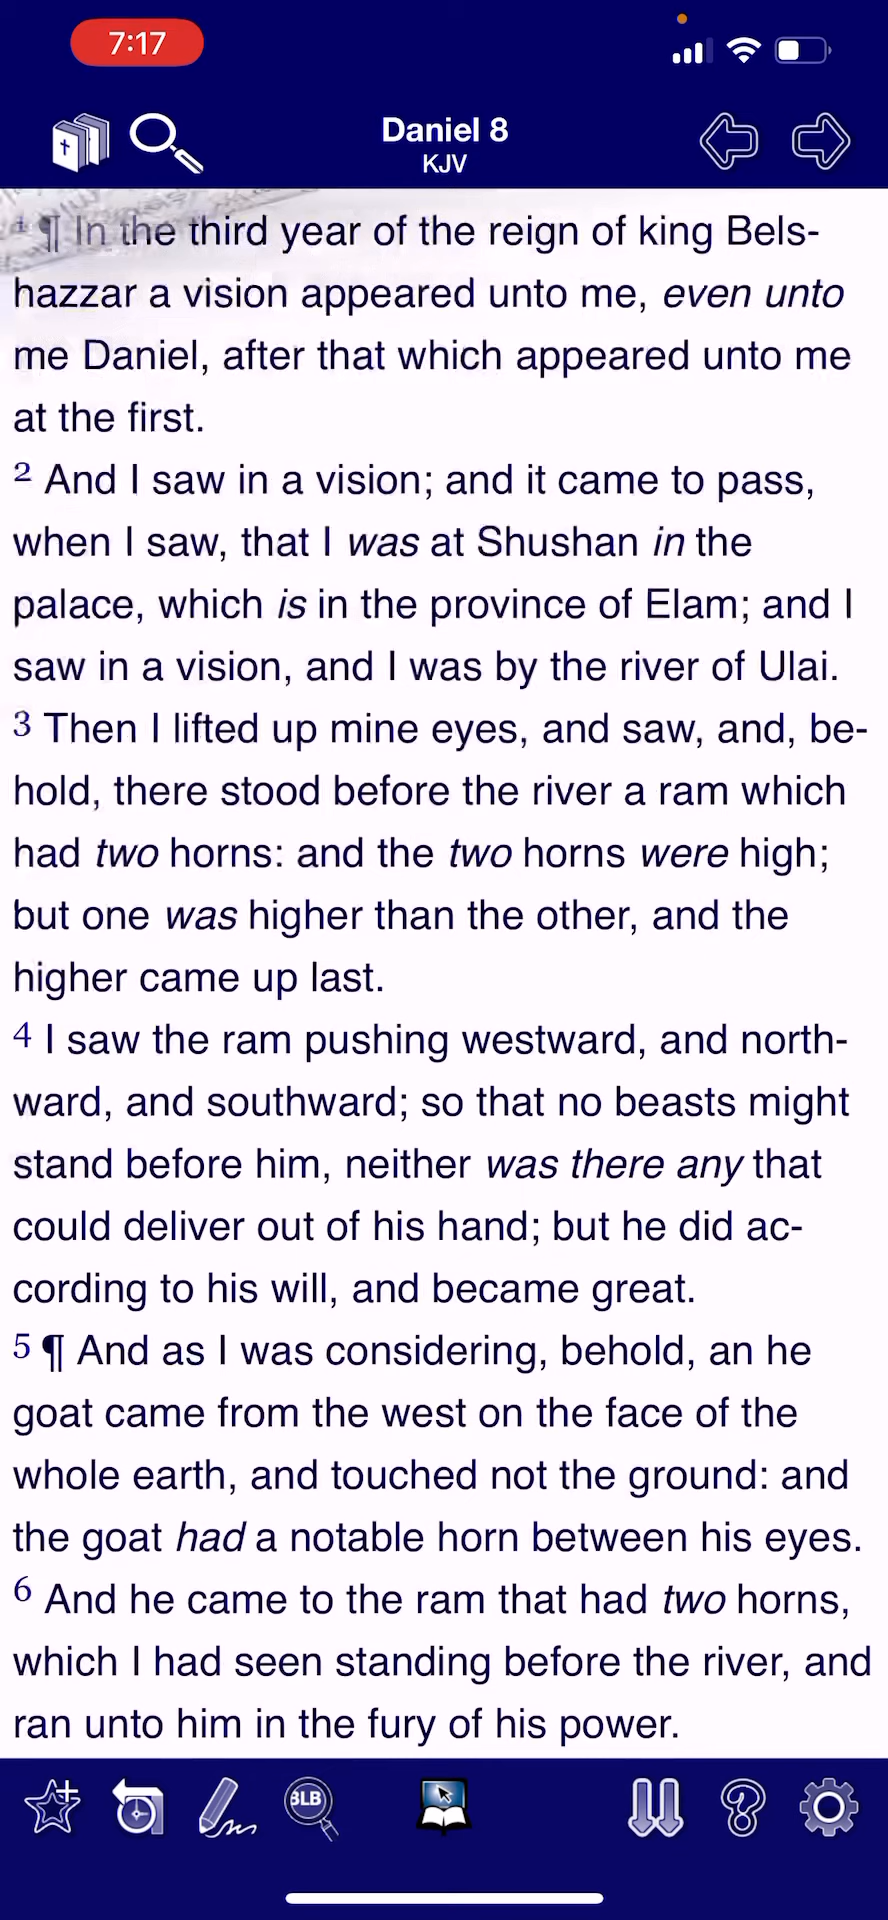 7:17
Daniel 8
KJV
1 ¶ In the third year of the reign of king Bels-
hazzar a vision appeared unto me, even unto
me Daniel, after that which appeared unto me
at the first.
2 And I saw in a vision; and it came to pass,
when I saw, that I was at Shushan in the
palace, which is in the province of Elam; and I
saw in a vision, and I was by the river of Ulai.
3 Then I lifted up mine eyes, and saw, and, be-
hold, there stood before the river a ram which
had two horns: and the two horns were high;
but one was higher than the other, and the
higher came up last.
4 I saw the ram pushing westward, and north-
ward, and southward; so that no beasts might
stand before him, neither was there any that
could deliver out of his hand; but he did ac-
cording to his will, and became great.
5 ¶ And as I was considering, behold, an he
goat came from the west on the face of the
whole earth, and touched not the ground: and
the goat had a notable horn between his eyes.
6 And he came to the ram that had two horns,
which I had seen standing before the river, and
ran unto him in the fury of his power.
BLB